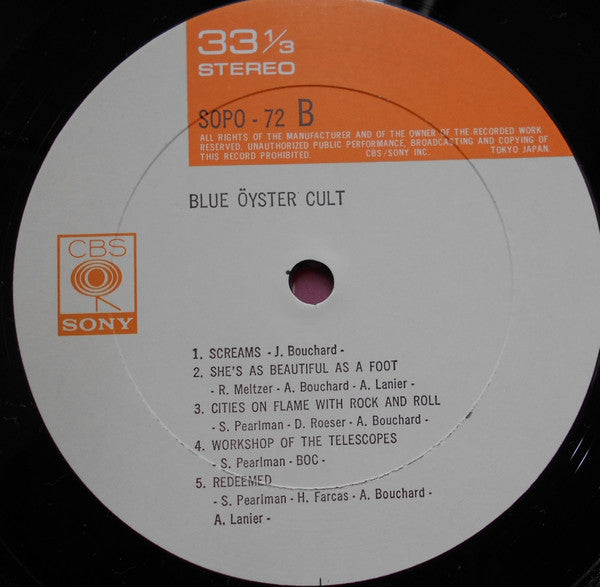 33 1/3
STEREO
SOPO - 72 B
ALL RIGHTS OF THE MANUFACTURER AND OF THE OWNER OF THE RECORDED WORK
RESERVED. UNAUTHORIZED PUBLIC PERFORMANCE, BROADCASTING AND COPYING OF
THIS RECORD PROHIBITED. CBS/SONY INC. TOKYO JAPAN.
BLUE ÖYSTER CULT
CBS
SONY
1. SCREAMS - J. Bouchard -
2. SHE'S AS BEAUTIFUL AS A FOOT
- R. Meltzer - A. Bouchard - A. Lanier -
3. CITIES ON FLAME WITH ROCK AND ROLL
- S. Pearlman - D. Roeser - A. Bouchard -
4. WORKSHOP OF THE TELESCOPES
- S. Pearlman - BOC -
5. REDEEMED
- S. Pearlman - H. Farcas - A. Bouchard -
A. Lanier -